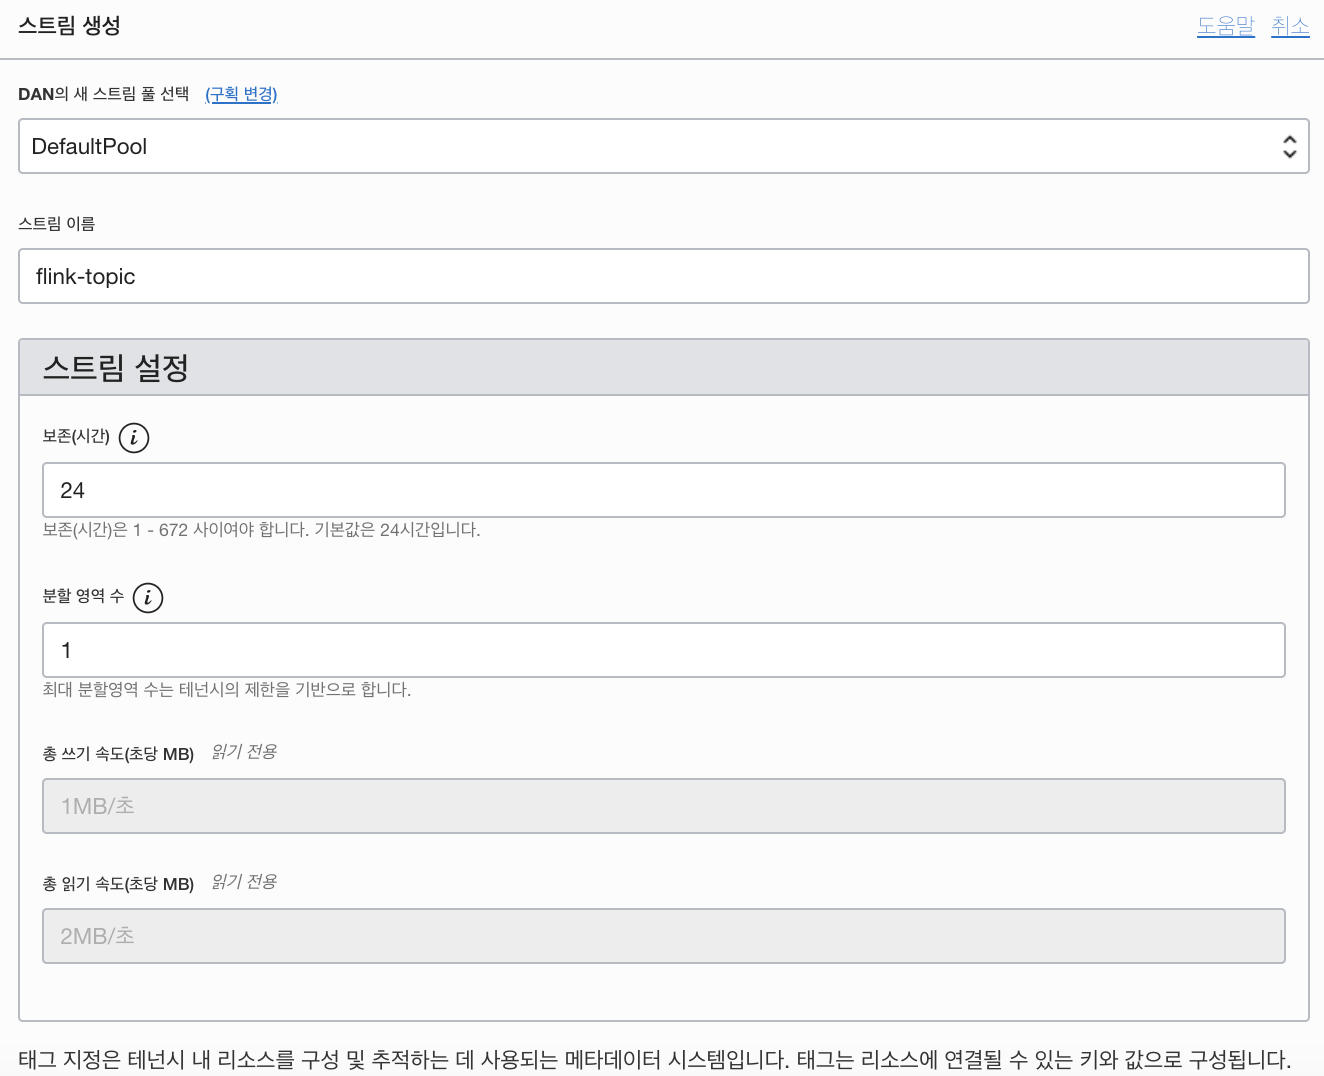 스트림 생성
도움말 취소
DAN의 새 스트림 풀 선택 (구획 변경)
DefaultPool
스트림 이름
flink-topic
스트림 설정
보존(시간) i
24
보존(시간)은 1 - 672 사이여야 합니다. 기본값은 24시간입니다.
분할 영역 수 i
1
최대 분할영역 수는 테넌시의 제한을 기반으로 합니다.
총 쓰기 속도(초당 MB) 읽기 전용
1MB/초
총 읽기 속도(초당 MB) 읽기 전용
2MB/초
태그 지정은 테넌시 내 리소스를 구성 및 추적하는 데 사용되는 메타데이터 시스템입니다. 태그는 리소스에 연결될 수 있는 키와 값으로 구성됩니다.